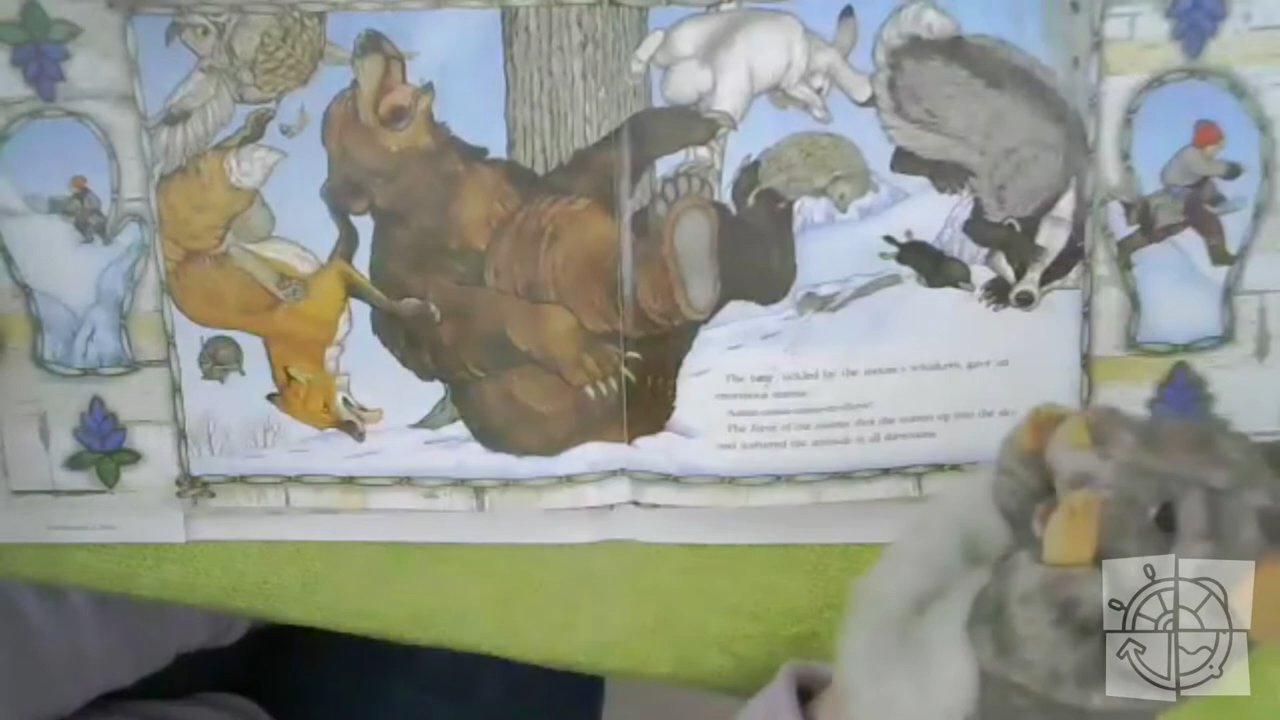 The bear, tickled by the mouse's whiskers, gave an
enormous sneeze.
The force of the sneeze shot the mitten up into the sky
and scattered the animals in all directions.